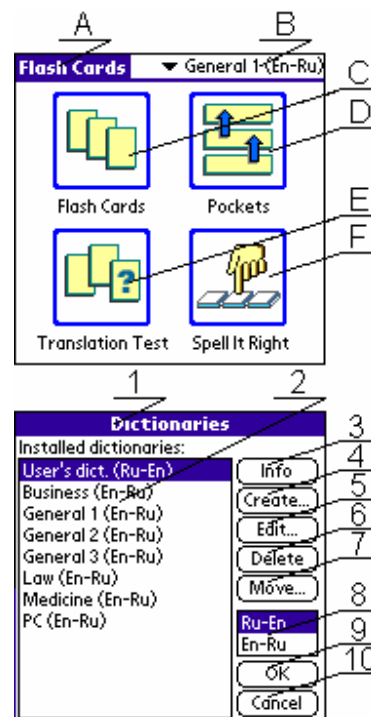 A B
Flash Cards General 1 (En-Ru)
C
D
Flash Cards Pockets
E
F
Translation Test Spell It Right
1 2
Dictionaries
Installed dictionaries:
3
User's dict. (Ru-En) Info
4
Business (En-Ru) Create...
5
General 1 (En-Ru) Edit...
6
General 2 (En-Ru) Delete
7
General 3 (En-Ru) Move...
Law (En-Ru)
Medicine (En-Ru)
8
PC (En-Ru) Ru-En
En-Ru
9
OK
10
Cancel